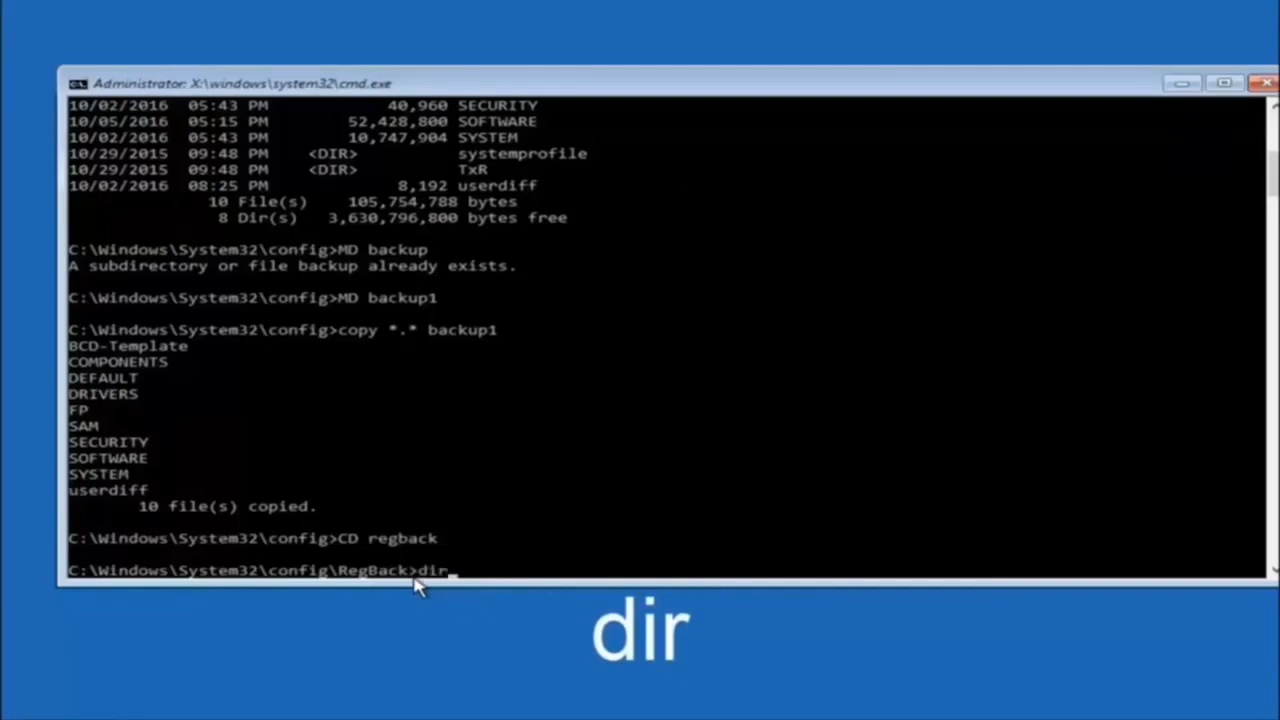 Administrator: X:\windows\system32\cmd.exe
10/02/2016 05:43 PM 40,960 SECURITY
10/05/2016 05:15 PM 52,428,800 SOFTWARE
10/02/2016 05:43 PM 10,747,904 SYSTEM
10/29/2015 09:48 PM <DIR> systemprofile
10/29/2015 09:48 PM <DIR> TxR
10/02/2016 08:25 PM 8,192 userdiff
10 File(s) 105,754,788 bytes
8 Dir(s) 3,630,796,800 bytes free
C:\Windows\System32\config>MD backup
A subdirectory or file backup already exists.
C:\Windows\System32\config>MD backup1
C:\Windows\System32\config>copy *.* backup1
BCD-Template
COMPONENTS
DEFAULT
DRIVERS
FP
SAM
SECURITY
SOFTWARE
SYSTEM
userdiff
10 file(s) copied.
C:\Windows\System32\config>CD regback
C:\Windows\System32\config\RegBack>dir_
dir